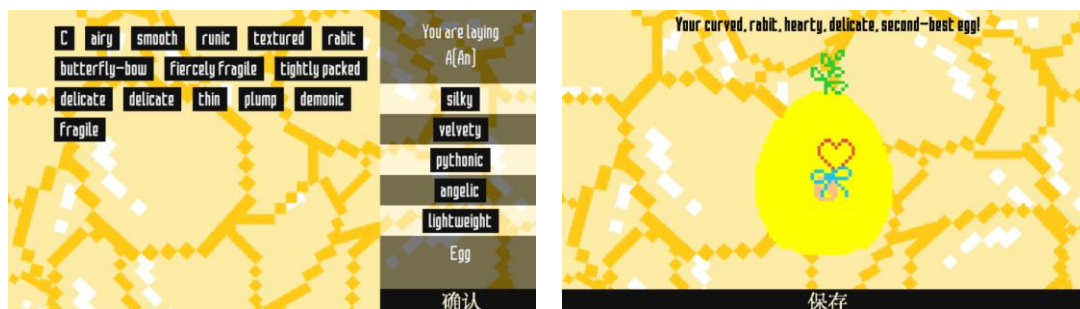 C airy smooth runic textured rabit
butterfly-bow fiercely fragile tightly packed
delicate delicate thin plump demonic
fragile
You are laying
A(An)
silky
velvety
pythonic
angelic
lightweight
Egg
确认
Your curved, rabit, hearty, delicate, second-best egg!
保存